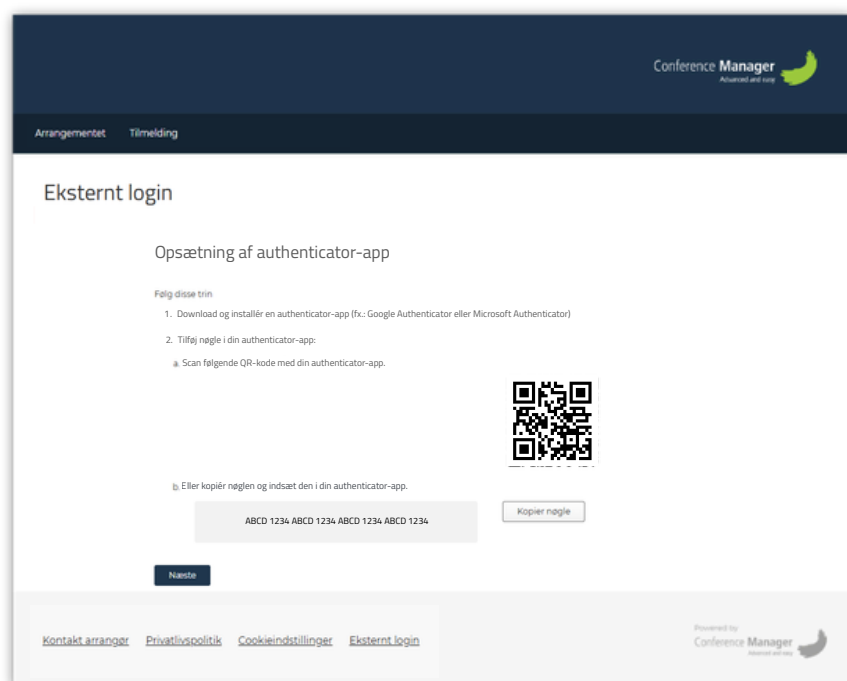 Conference Manager
Advanced and easy
Arrangementet Tilmelding
Eksternt login
Opsætning af authenticator-app
Følg disse trin
1. Download og installér en authenticator-app (fx.: Google Authenticator eller Microsoft Authenticator)
2. Tilføj nøgle i din authenticator-app:
a. Scan følgende QR-kode med din authenticator-app.
b. Eller kopiér nøglen og indsæt den i din authenticator-app.
ABCD 1234 ABCD 1234 ABCD 1234 ABCD 1234 Kopier nøgle
Næste
Kontakt arrangør Privatlivspolitik Cookieindstillinger Eksternt login
Powered by
Conference Manager
Advanced and easy